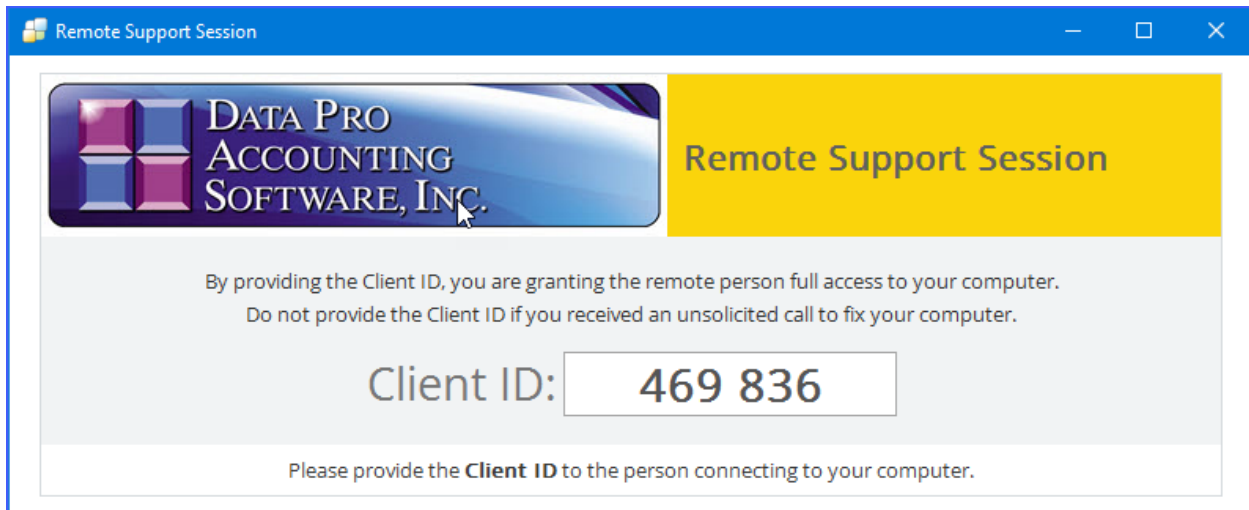 Remote Support Session
DATA PRO
ACCOUNTING
SOFTWARE, INC.
Remote Support Session
By providing the Client ID, you are granting the remote person full access to your computer.
Do not provide the Client ID if you received an unsolicited call to fix your computer.
Client ID: 469 836
Please provide the Client ID to the person connecting to your computer.